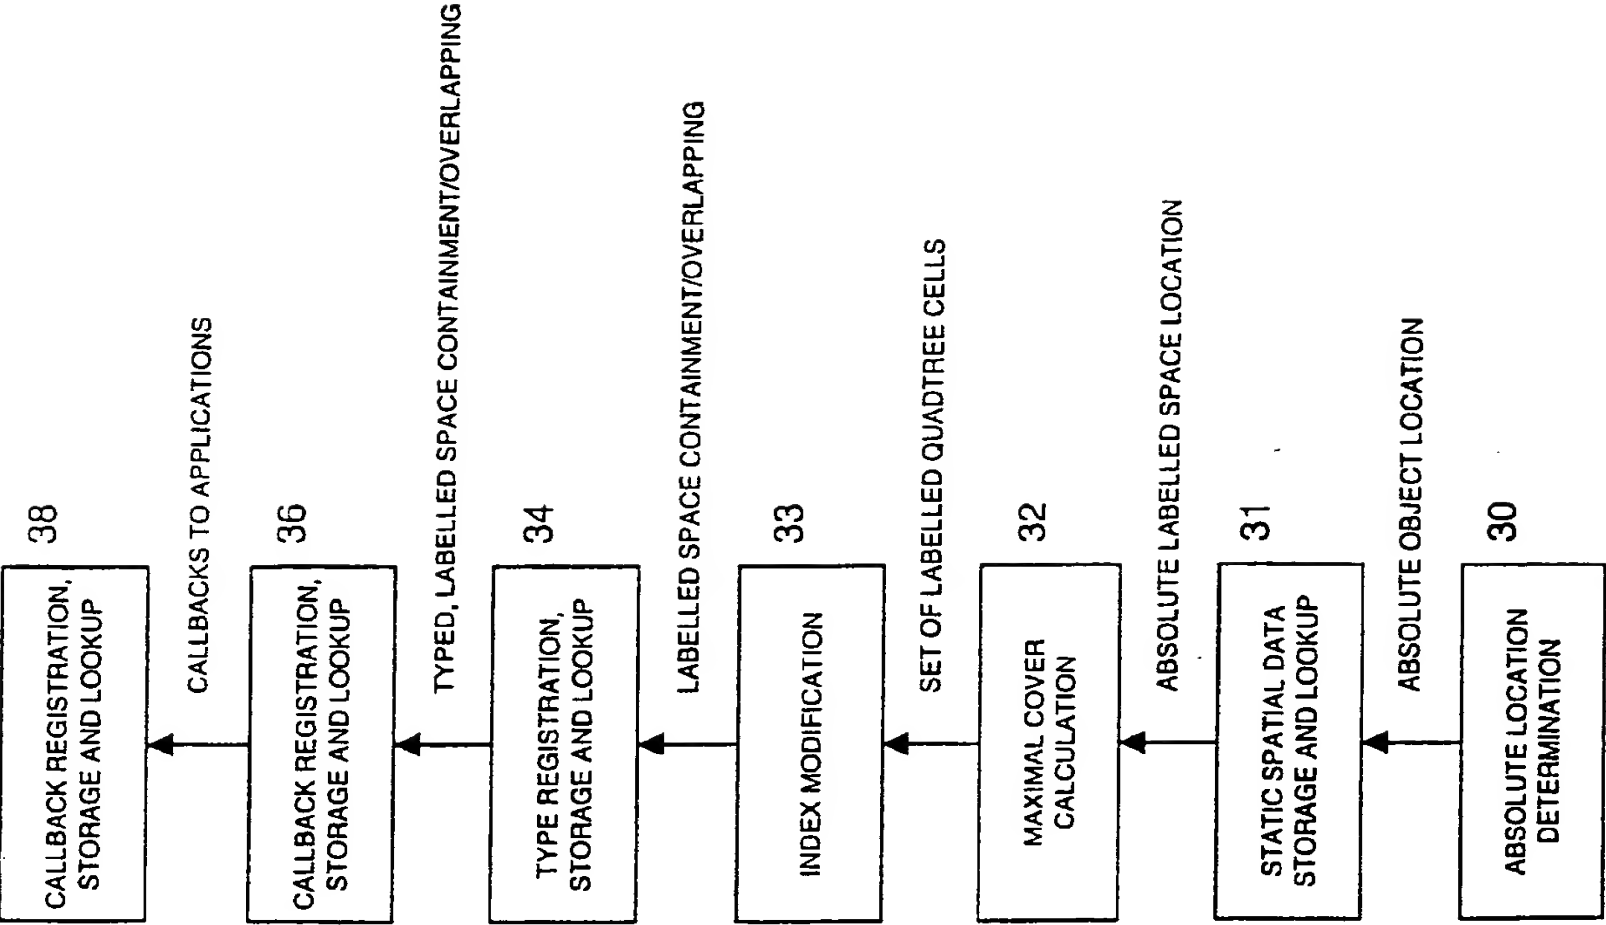 CALLBACK REGISTRATION,
STORAGE AND LOOKUP
38
CALLBACKS TO APPLICATIONS
CALLBACK REGISTRATION,
STORAGE AND LOOKUP
36
TYPED, LABELLED SPACE CONTAINMENT/OVERLAPPING
TYPE REGISTRATION,
STORAGE AND LOOKUP
34
LABELLED SPACE CONTAINMENT/OVERLAPPING
INDEX MODIFICATION
33
SET OF LABELLED QUADTREE CELLS
MAXIMAL COVER
CALCULATION
32
ABSOLUTE LABELLED SPACE LOCATION
STATIC SPATIAL DATA
STORAGE AND LOOKUP
31
ABSOLUTE OBJECT LOCATION
ABSOLUTE LOCATION
DETERMINATION
30